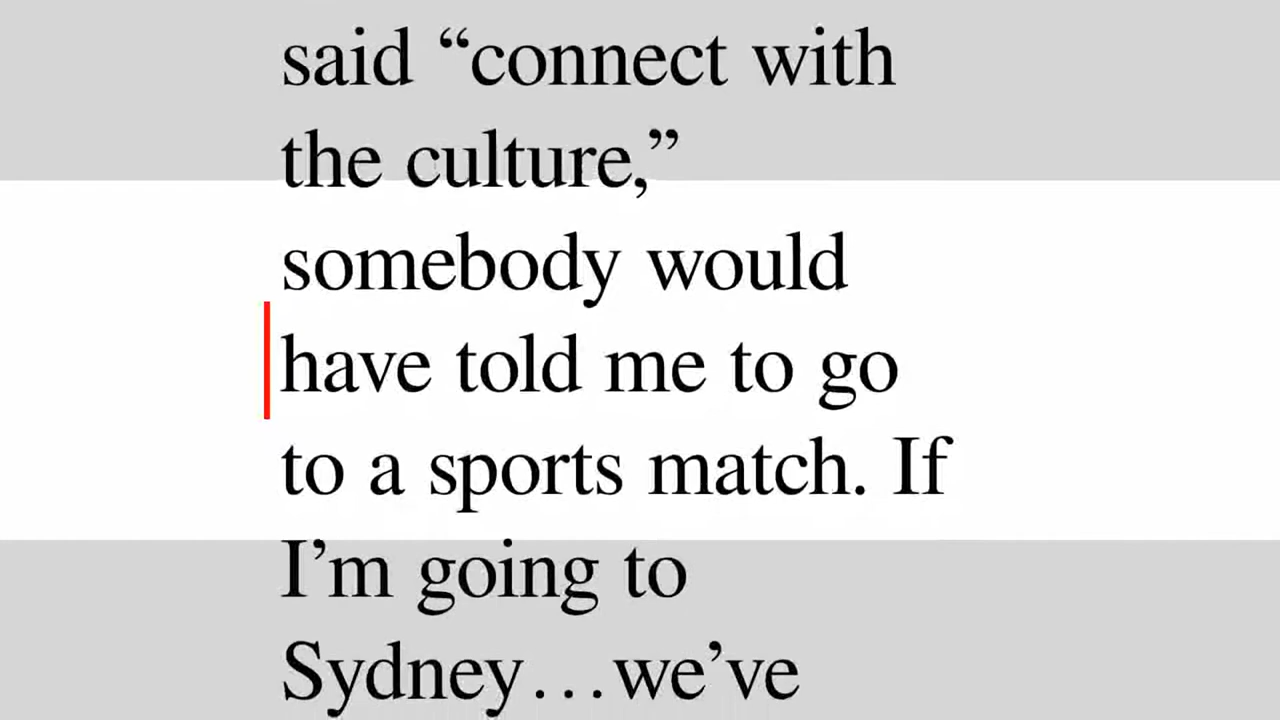 said “connect with
the culture,”
somebody would
have told me to go
to a sports match. If
I’m going to
Sydney…we’ve